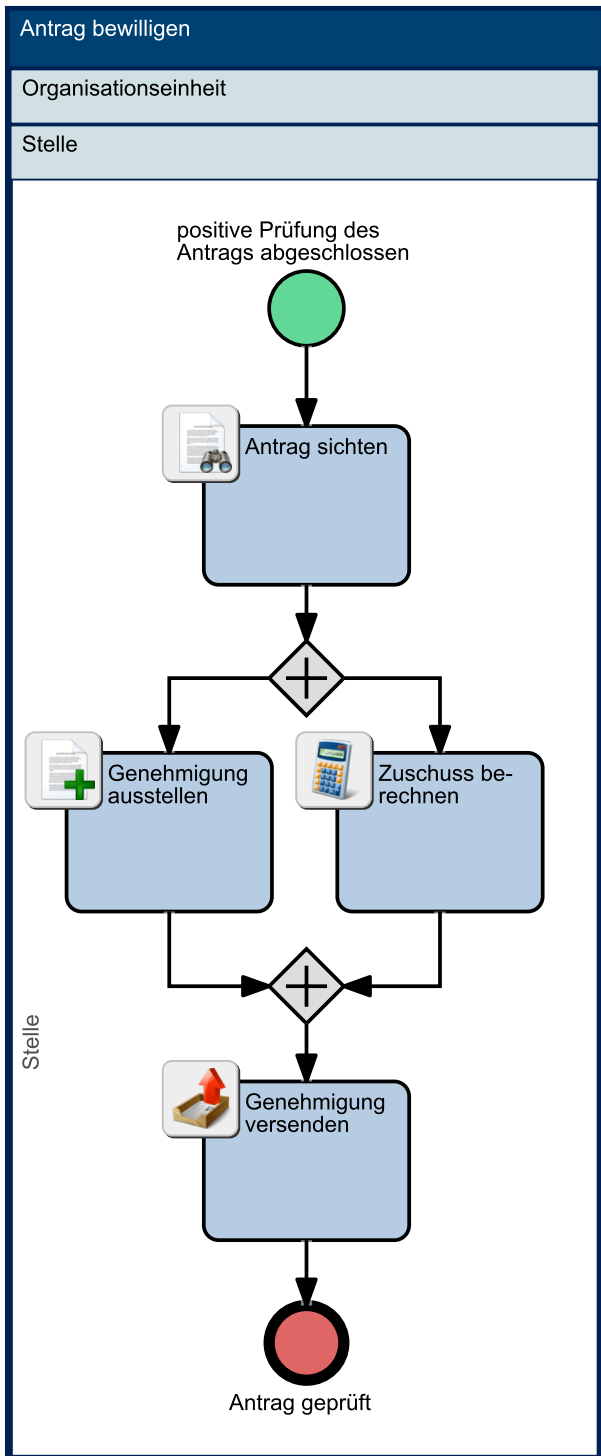 Antrag bewilligen
Organisationseinheit
Stelle
positive Prüfung des
Antrags abgeschlossen
Antrag sichten
Genehmigung
ausstellen
Zuschuss be-
rechnen
Stelle
Genehmigung
versenden
Antrag geprüft